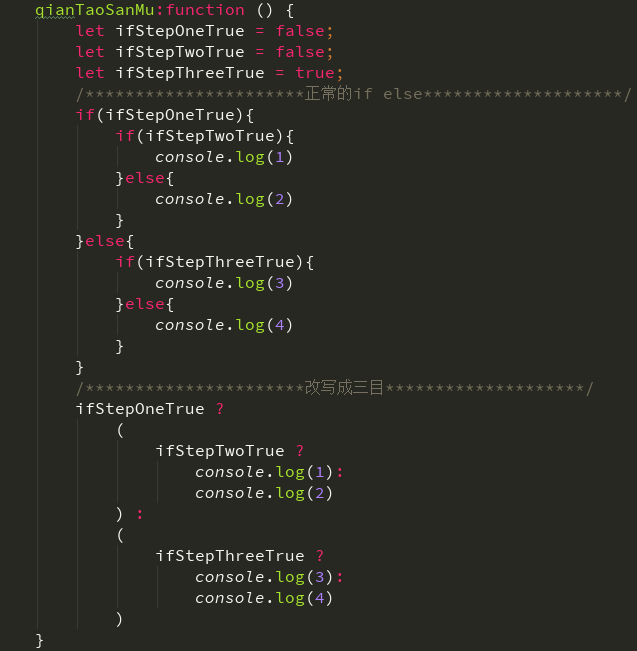 qianTaoSanMu:function () {
let ifStepOneTrue = false;
let ifStepTwoTrue = false;
let ifStepThreeTrue = true;
/**********************正常的if else********************/
if(ifStepOneTrue){
if(ifStepTwoTrue){
console.log(1)
}else{
console.log(2)
}
}else{
if(ifStepThreeTrue){
console.log(3)
}else{
console.log(4)
}
}
/**********************改写成三目********************/
ifStepOneTrue ?
(
ifStepTwoTrue ?
console.log(1):
console.log(2)
) :
(
ifStepThreeTrue ?
console.log(3):
console.log(4)
)
}